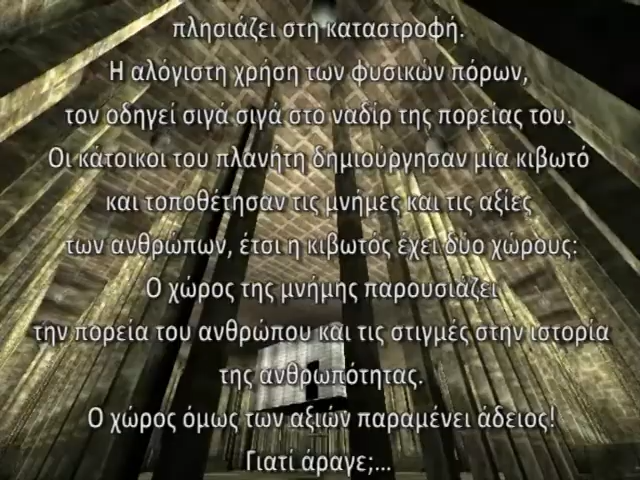 πλησιάζει στη καταστροφή.
Η αλόγιστη χρήση των φυσικών πόρων,
τον οδηγεί σιγά σιγά στο ναδίρ της πορείας του.
Οι κάτοικοι του πλανήτη δημιούργησαν μία κιβωτό
και τοποθέτησαν τις μνήμες και τις αξίες
των ανθρώπων, έτσι η κιβωτός έχει δύο χώρους:
Ο χώρος της μνήμης παρουσιάζει
την πορεία του ανθρώπου και τις στιγμές στην ιστορία
της ανθρωπότητας.
Ο χώρος όμως των αξιών παραμένει άδειος!
Γιατί άραγε;...